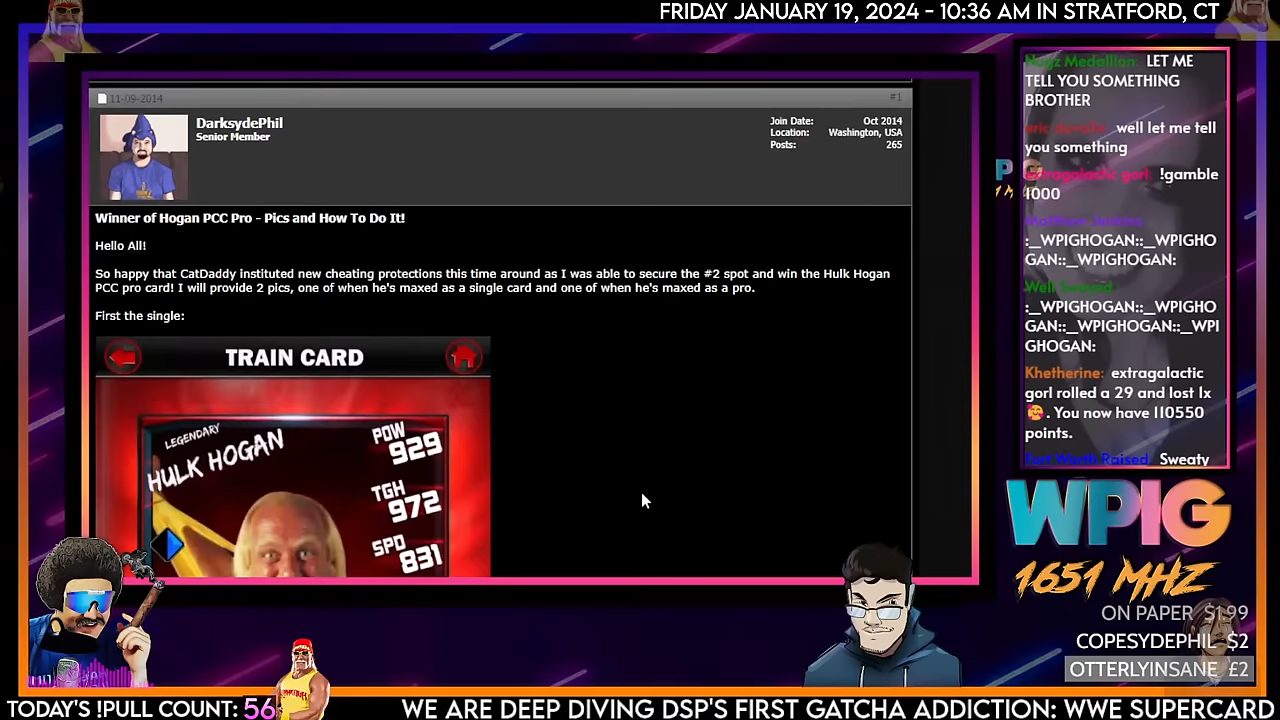 FRIDAY JANUARY 19, 2024 - 10:36 AM IN STRATFORD, CT
11-09-2014
#1
DarksydePhil
Senior Member
Join Date: Oct 2014
Location: Washington, USA
Posts: 265
Winner of Hogan PCC Pro - Pics and How To Do It!
Hello All!
So happy that CatDaddy instituted new cheating protections this time around as I was able to secure the #2 spot and win the Hulk Hogan
PCC pro card! I will provide 2 pics, one of when he's maxed as a single card and one of when he's maxed as a pro.
First the single:
TRAIN CARD
LEGENDARY
HULK HOGAN
POW
929
TGH
972
SPD
831
Medallion: LET ME
TELL YOU SOMETHING
BROTHER
well let me tell
you something
extragalactic gorl: !gamble
1000
:_WPIGHOGAN::_WPIGHO
GAN::_WPIGHOGAN:
:_WPIGHOGAN::_WPIGHO
GAN::_WPIGHOGAN::_WPI
GHOGAN:
Khetherine: extragalactic
gorl rolled a 29 and lost 1x
. You now have 110550
points.
Fort Worth Raised: Sweaty
WPIG
1651 MHZ
ON PAPER $1.99
COPESYDEPHIL $2
OTTERLYINSANE £2
TODAY'S !PULL COUNT: 56
WE ARE DEEP DIVING DSP'S FIRST GATCHA ADDICTION: WWE SUPERCARD